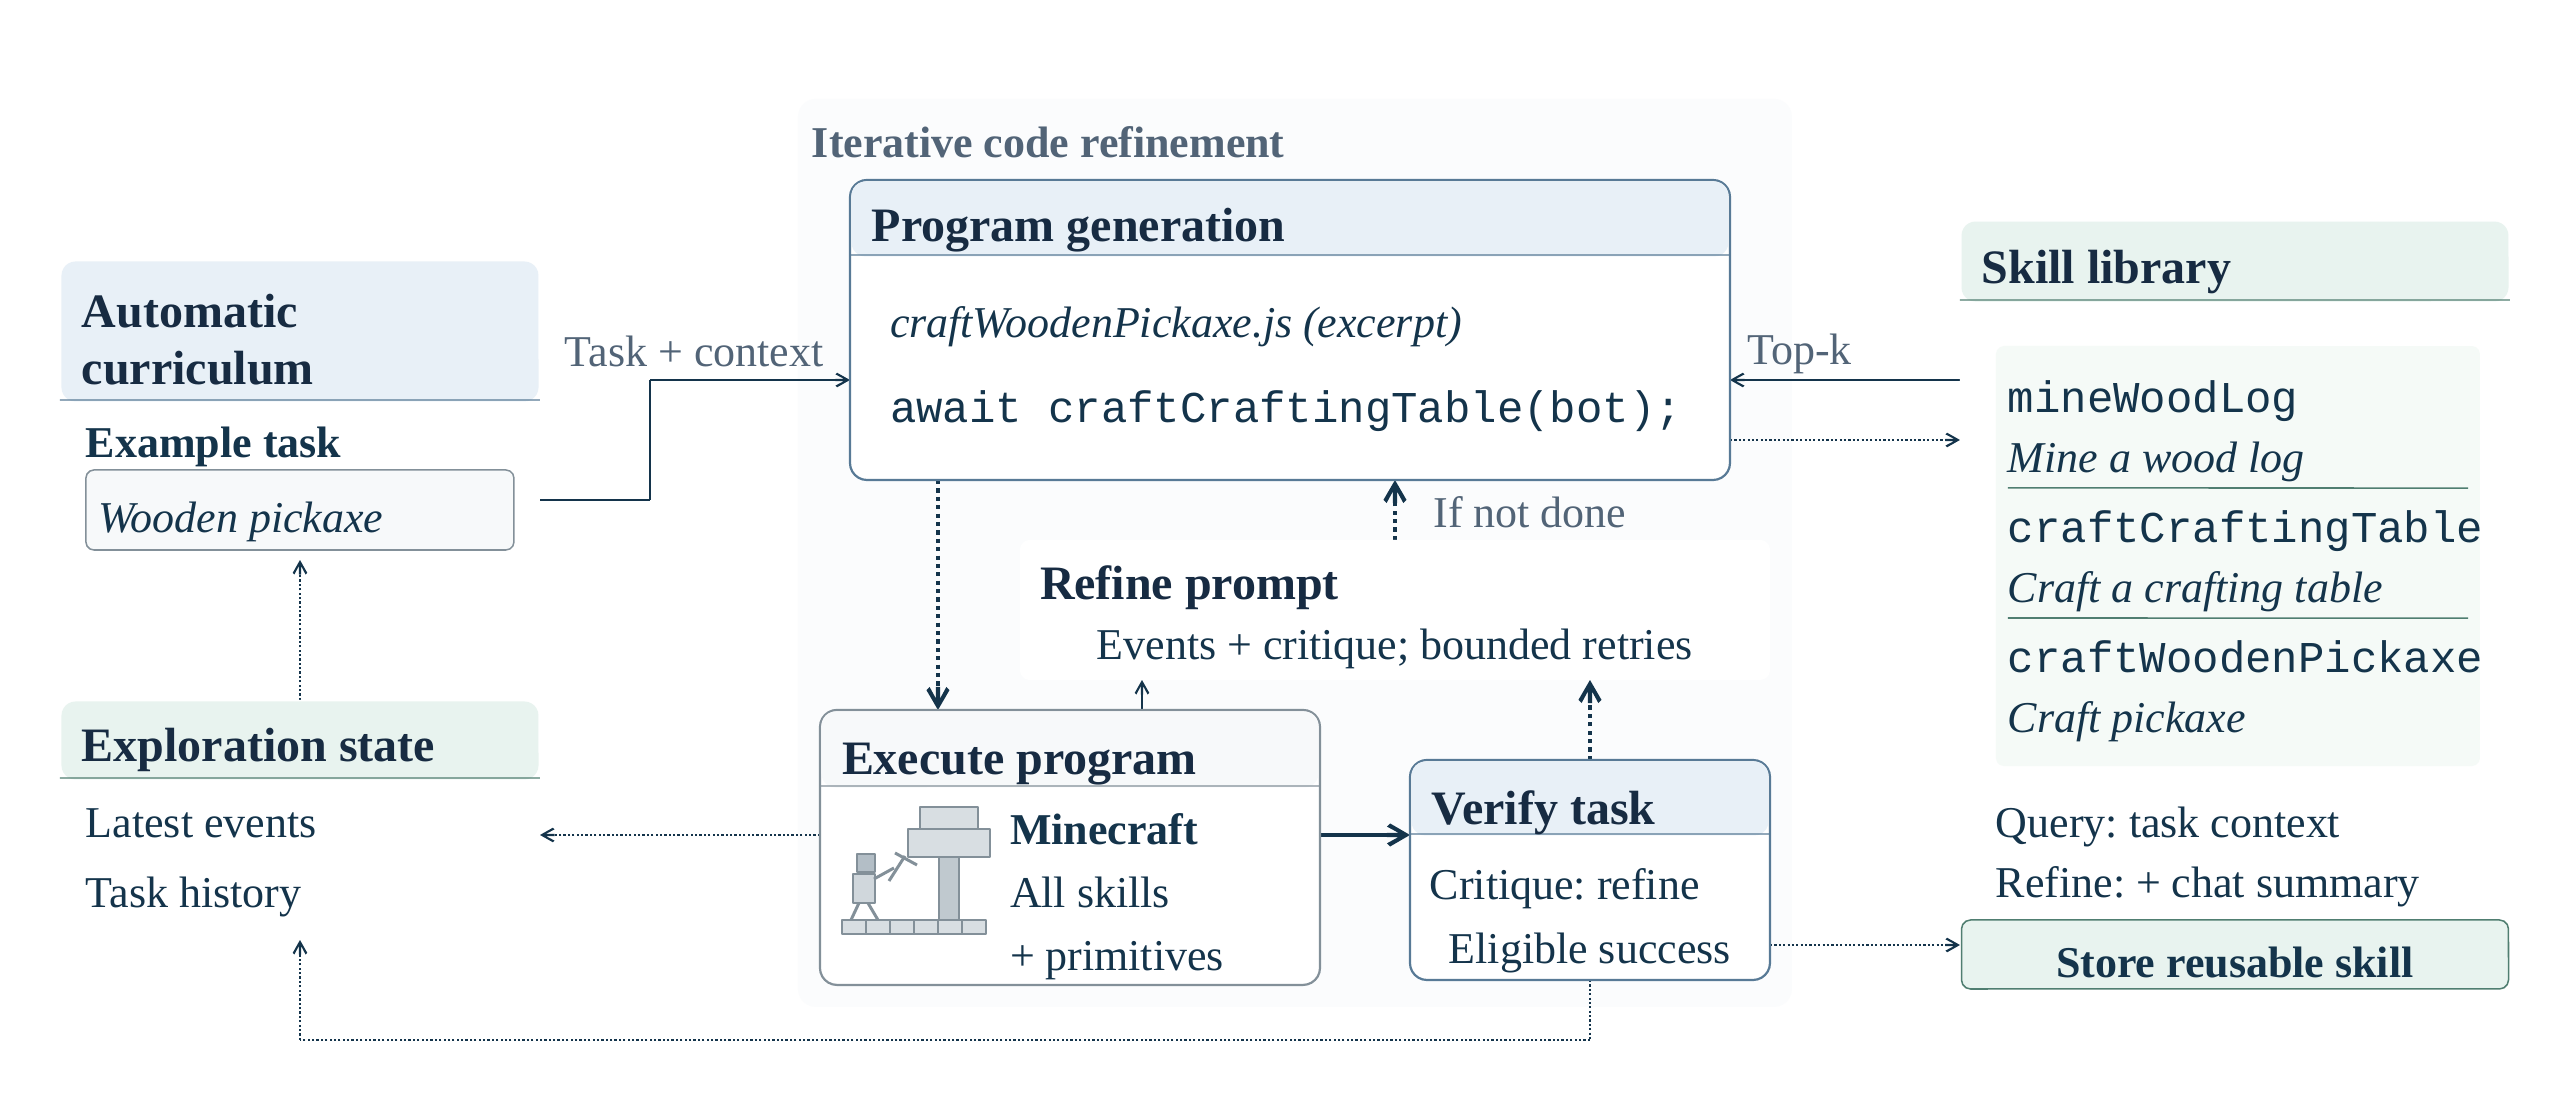 Iterative code refinement
Program generation
craftWoodenPickaxe.js (excerpt)
await craftCraftingTable(bot);
Automatic
curriculum
Example task
Wooden pickaxe
Task + context
Top-k
Skill library
mineWoodLog
Mine a wood log
craftCraftingTable
Craft a crafting table
craftWoodenPickaxe
Craft pickaxe
Query: task context
Refine: + chat summary
Store reusable skill
If not done
Refine prompt
Events + critique; bounded retries
Exploration state
Latest events
Task history
Execute program
Minecraft
All skills
+ primitives
Verify task
Critique: refine
Eligible success